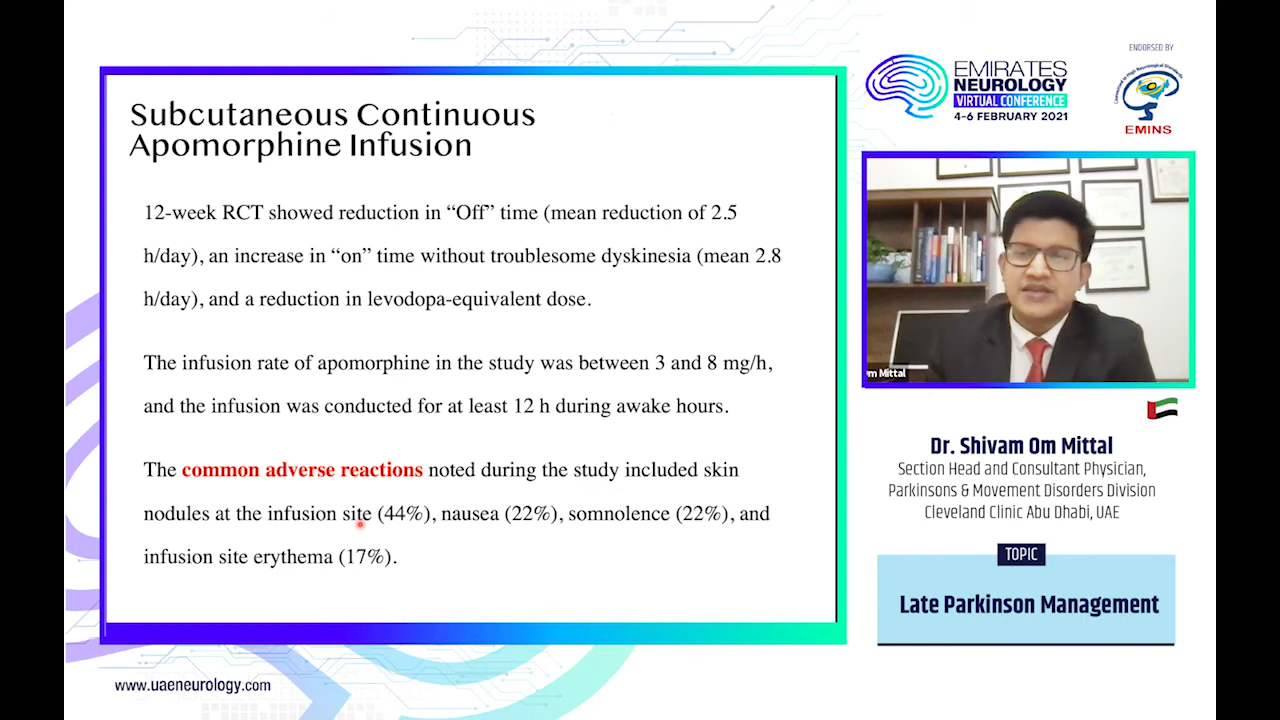 Subcutaneous Continuous
Apomorphine Infusion
12-week RCT showed reduction in “Off” time (mean reduction of 2.5
h/day), an increase in “on” time without troublesome dyskinesia (mean 2.8
h/day), and a reduction in levodopa-equivalent dose.
The infusion rate of apomorphine in the study was between 3 and 8 mg/h,
and the infusion was conducted for at least 12 h during awake hours.
The common adverse reactions noted during the study included skin
nodules at the infusion site (44%), nausea (22%), somnolence (22%), and
infusion site erythema (17%).
www.uaeneurology.com
EMIRATES
NEUROLOGY
VIRTUAL CONFERENCE
4-6 FEBRUARY 2021
ENDORSED BY
Committed to High Neurological Standards
EMINS
om Mittal
Dr. Shivam Om Mittal
Section Head and Consultant Physician,
Parkinsons & Movement Disorders Division
Cleveland Clinic Abu Dhabi, UAE
TOPIC
Late Parkinson Management